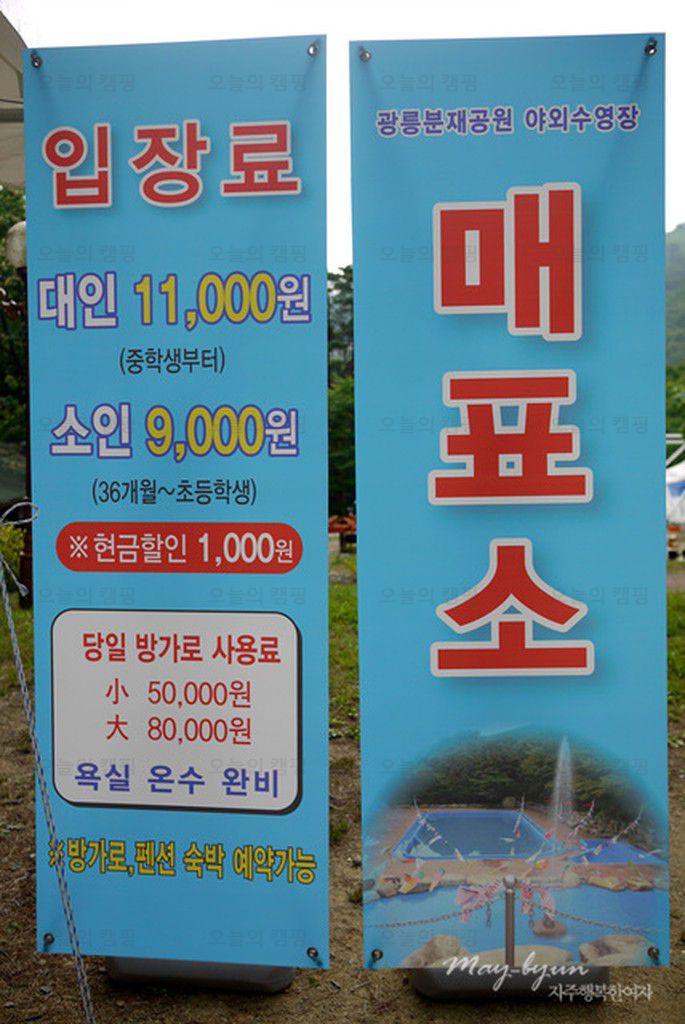 입장료
대인 11,000원
(중학생부터)
소인 9,000원
(36개월~초등학생)
※현금할인 1,000원
당일 방가로 사용료
小 50,000원
大 80,000원
욕실 온수 완비
※방가로,펜션 숙박 예약가능
광릉분재공원 야외수영장
매
표
소
오늘의 캠핑
May-byun
자주행복한여자